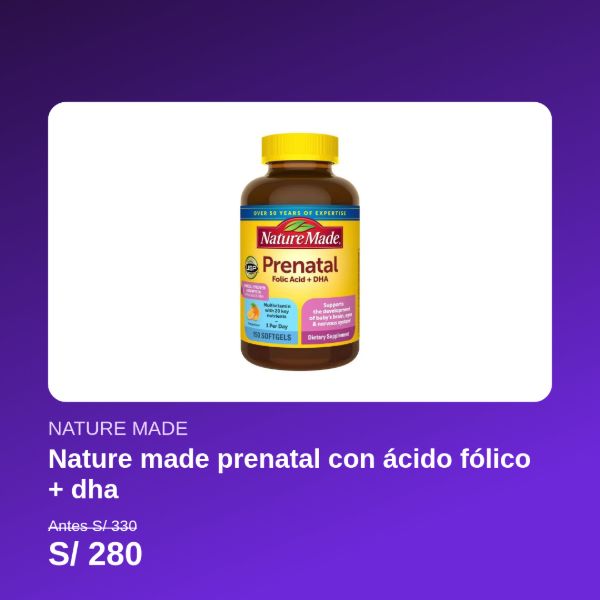 OVER 50 YEARS OF EXPERTISE
Nature Made
USP
Prenatal
Folic Acid + DHA
Multivitamin
with 20 key
nutrients
1 Per Day
150 SOFTGELS
Supports
the development
of baby's brain, eyes
& nervous system
Dietary Supplement
NATURE MADE
Nature made prenatal con ácido fólico
+ dha
Antes S/ 330
S/ 280